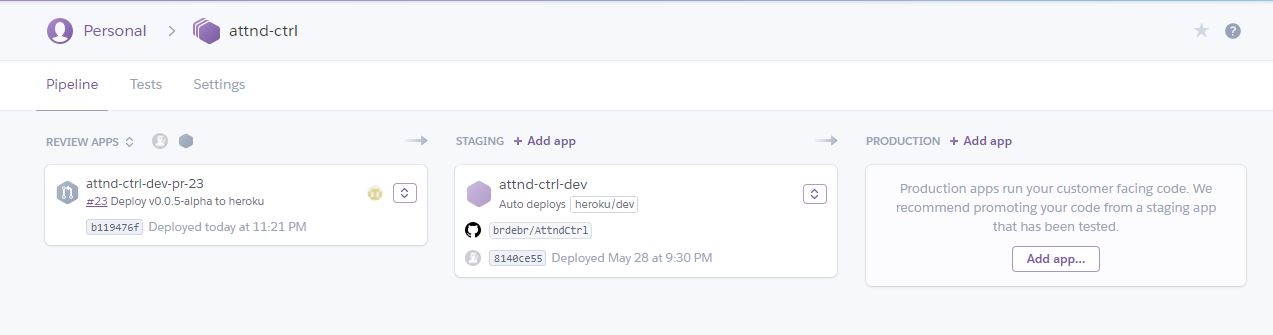 Personal > attnd-ctrl
?
Pipeline Tests Settings
REVIEW APPS
attnd-ctrl-dev-pr-23
#23 Deploy v0.0.5-alpha to heroku
b119476f Deployed today at 11:21 PM
STAGING + Add app
attnd-ctrl-dev
Auto deploys heroku/dev
brdebr/AttndCtrl
8140ce55 Deployed May 28 at 9:30 PM
PRODUCTION + Add app
Production apps run your customer facing code. We
recommend promoting your code from a staging app
that has been tested.
Add app...